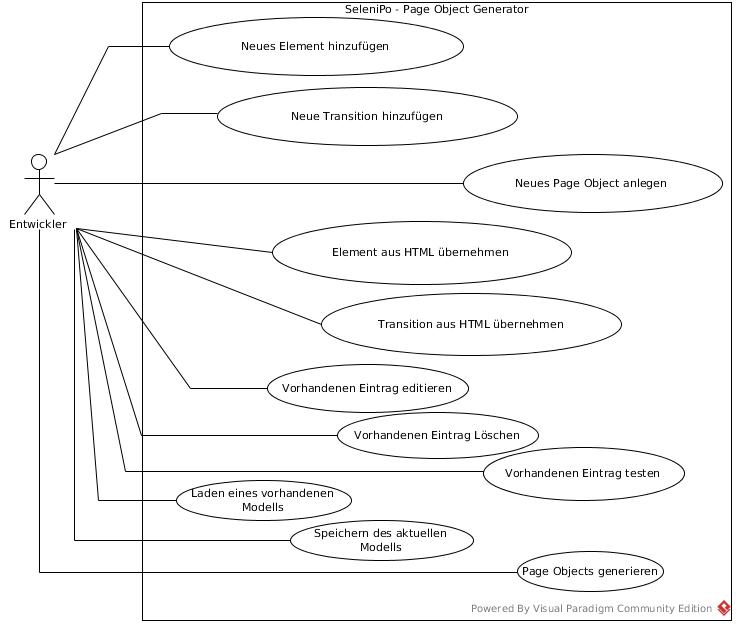 SeleniPo - Page Object Generator
Neues Element hinzufügen
Neue Transition hinzufügen
Neues Page Object anlegen
Entwickler
Element aus HTML übernehmen
Transition aus HTML übernehmen
Vorhandenen Eintrag editieren
Vorhandenen Eintrag Löschen
Vorhandenen Eintrag testen
Laden eines vorhandenen
Modells
Speichern des aktuellen
Modells
Page Objects generieren
Powered By Visual Paradigm Community Edition